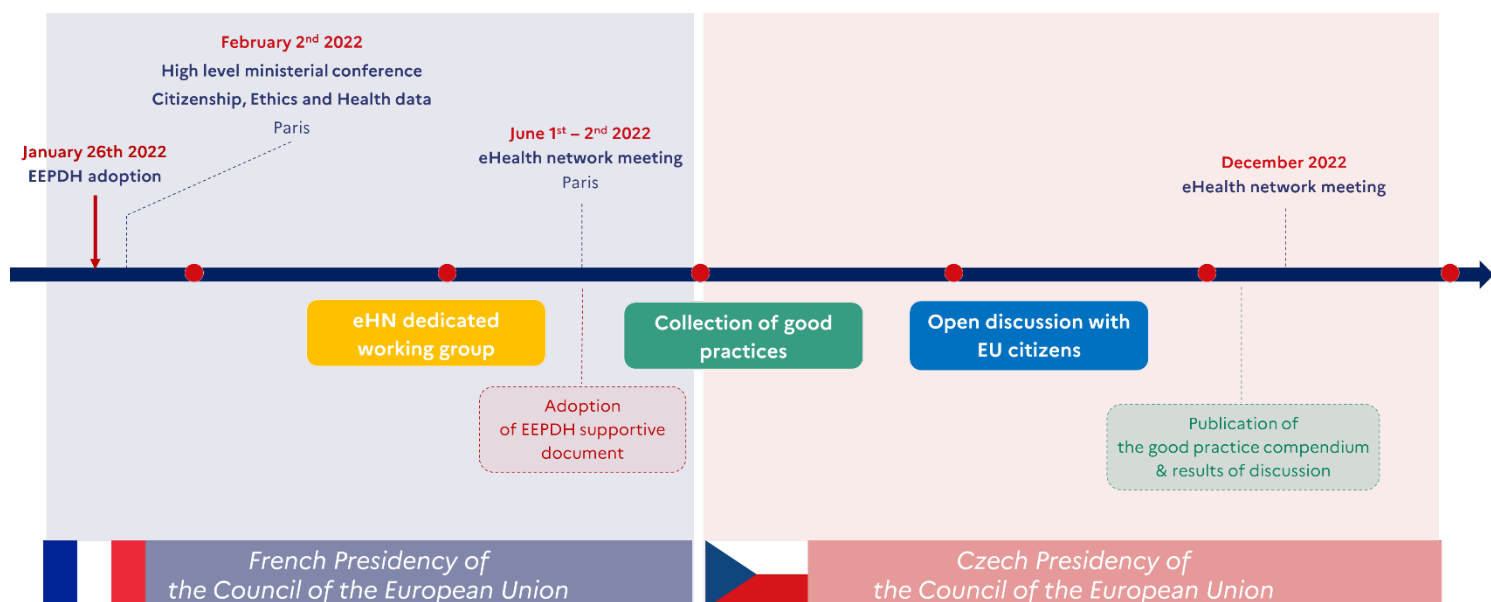 February 2nd 2022
High level ministerial conference
Citizenship, Ethics and Health data
Paris
January 26th 2022
EEPDH adoption
June 1st – 2nd 2022
eHealth network meeting
Paris
December 2022
eHealth network meeting
eHN dedicated
working group
Collection of good
practices
Open discussion with
EU citizens
Adoption
of EEPDH supportive
document
Publication of
the good practice compendium
& results of discussion
French Presidency of
the Council of the European Union
Czech Presidency of
the Council of the European Union